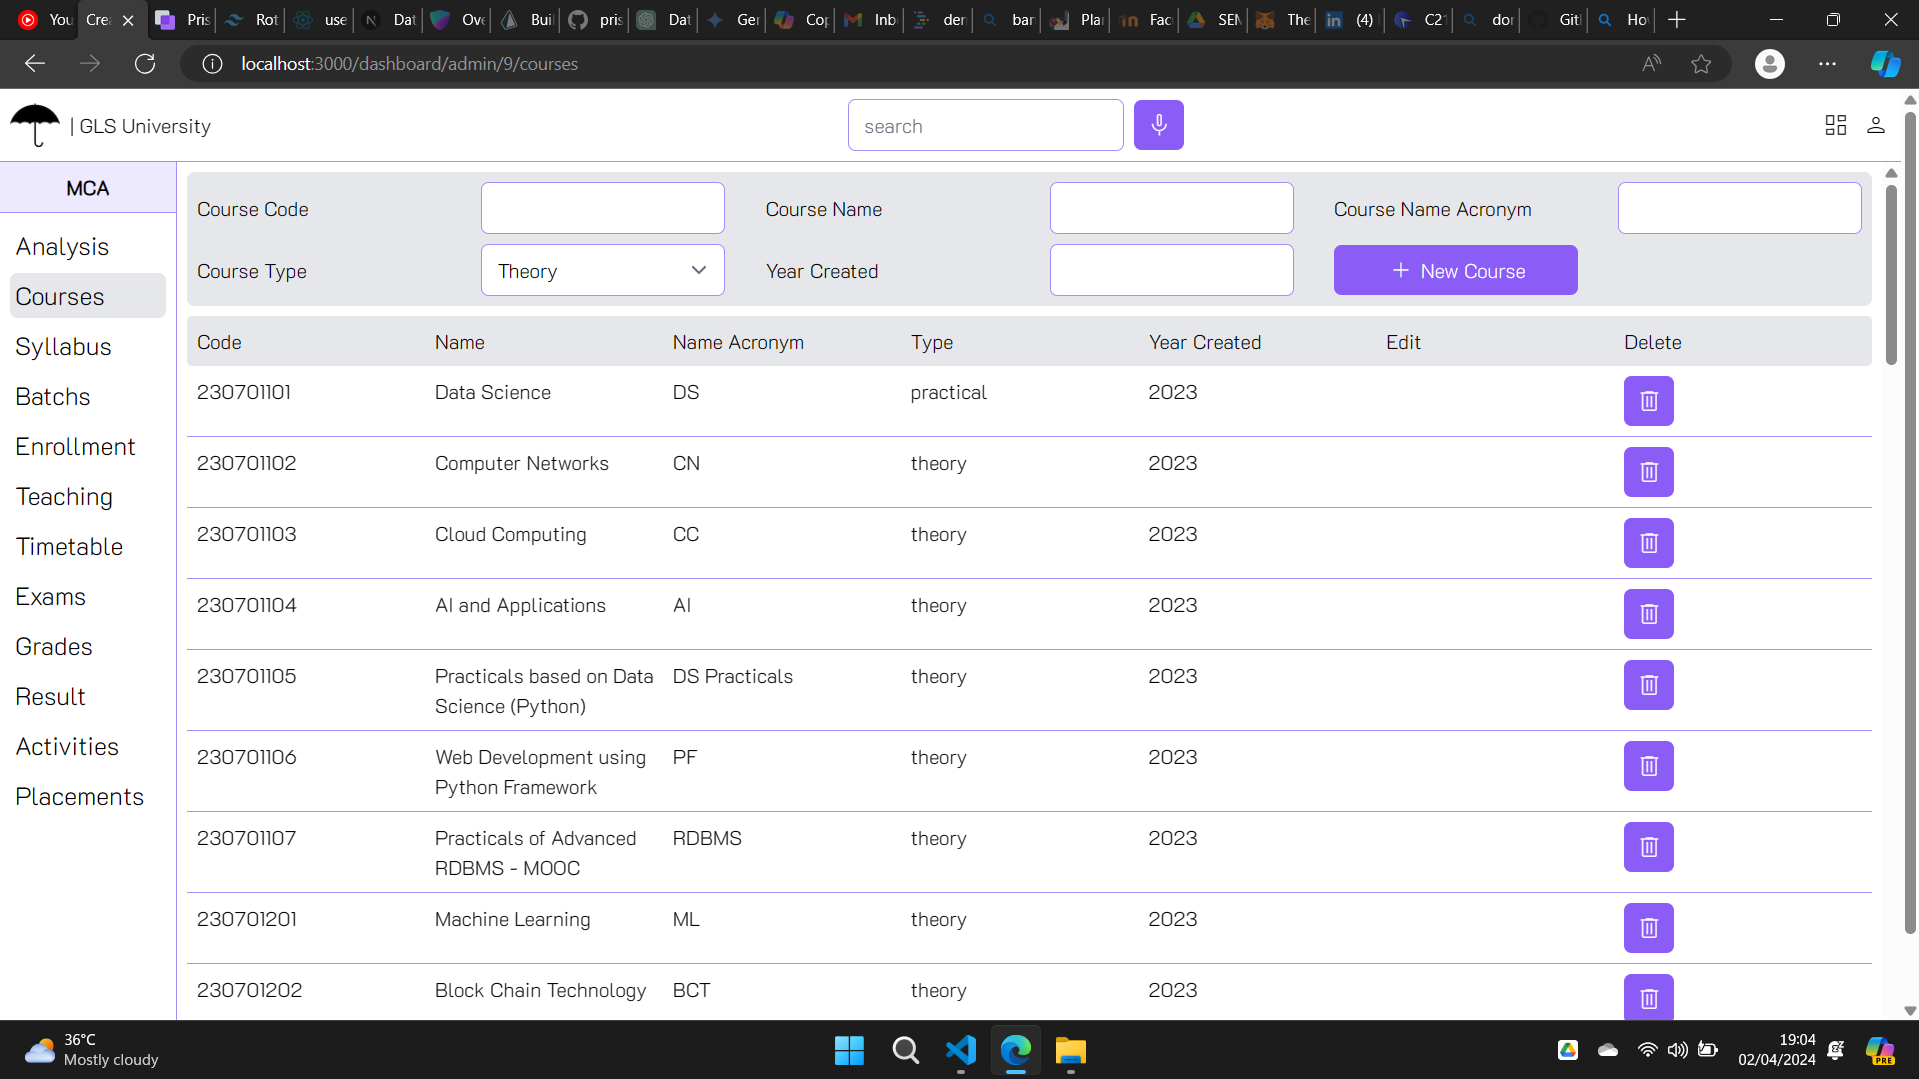 You
Crea
Pris
Rot
use
Dat
Ove
Buil
pris
Dat
Ger
Cop
Inb
der
bar
Plar
Fac
SEM
The
(4)
C21
dor
Git
Hov
localhost:3000/dashboard/admin/9/courses
| GLS University
search
MCA
Analysis
Courses
Syllabus
Batchs
Enrollment
Teaching
Timetable
Exams
Grades
Result
Activities
Placements
Course Code
Course Name
Course Name Acronym
Course Type
Theory
Year Created
+ New Course
Code Name Name Acronym Type Year Created Edit Delete
230701101 Data Science DS practical 2023
230701102 Computer Networks CN theory 2023
230701103 Cloud Computing CC theory 2023
230701104 AI and Applications AI theory 2023
230701105 Practicals based on Data DS Practicals theory 2023
Science (Python)
230701106 Web Development using PF theory 2023
Python Framework
230701107 Practicals of Advanced RDBMS theory 2023
RDBMS - MOOC
230701201 Machine Learning ML theory 2023
230701202 Block Chain Technology BCT theory 2023
36°C
Mostly cloudy
19:04
02/04/2024
PRE